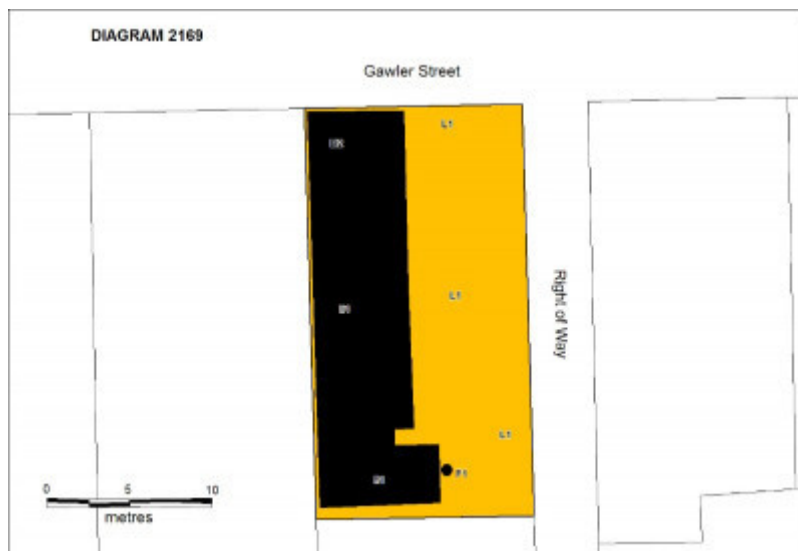 DIAGRAM 2169
Gawler Street
L1
L1
Right of Way
L1
0 5 10
metres